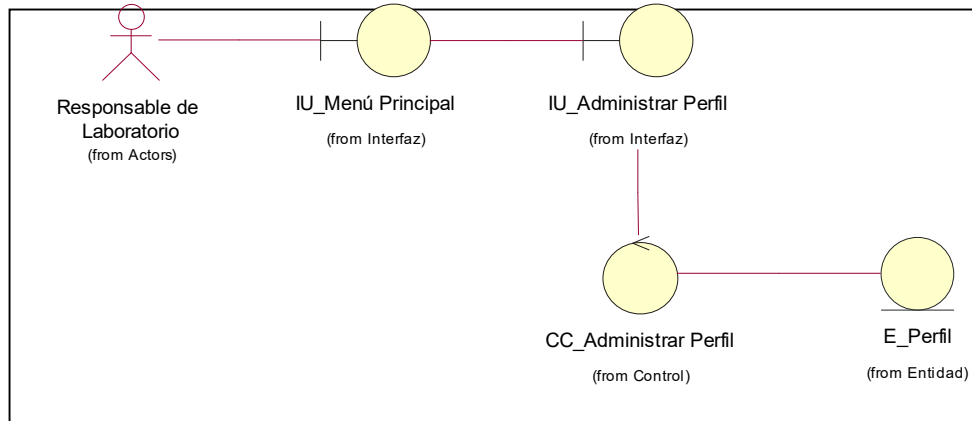 Responsable de
Laboratorio
(from Actors)
IU_Menú Principal
(from Interfaz)
IU_Administrar Perfil
(from Interfaz)
CC_Administrar Perfil
(from Control)
E_Perfil
(from Entidad)